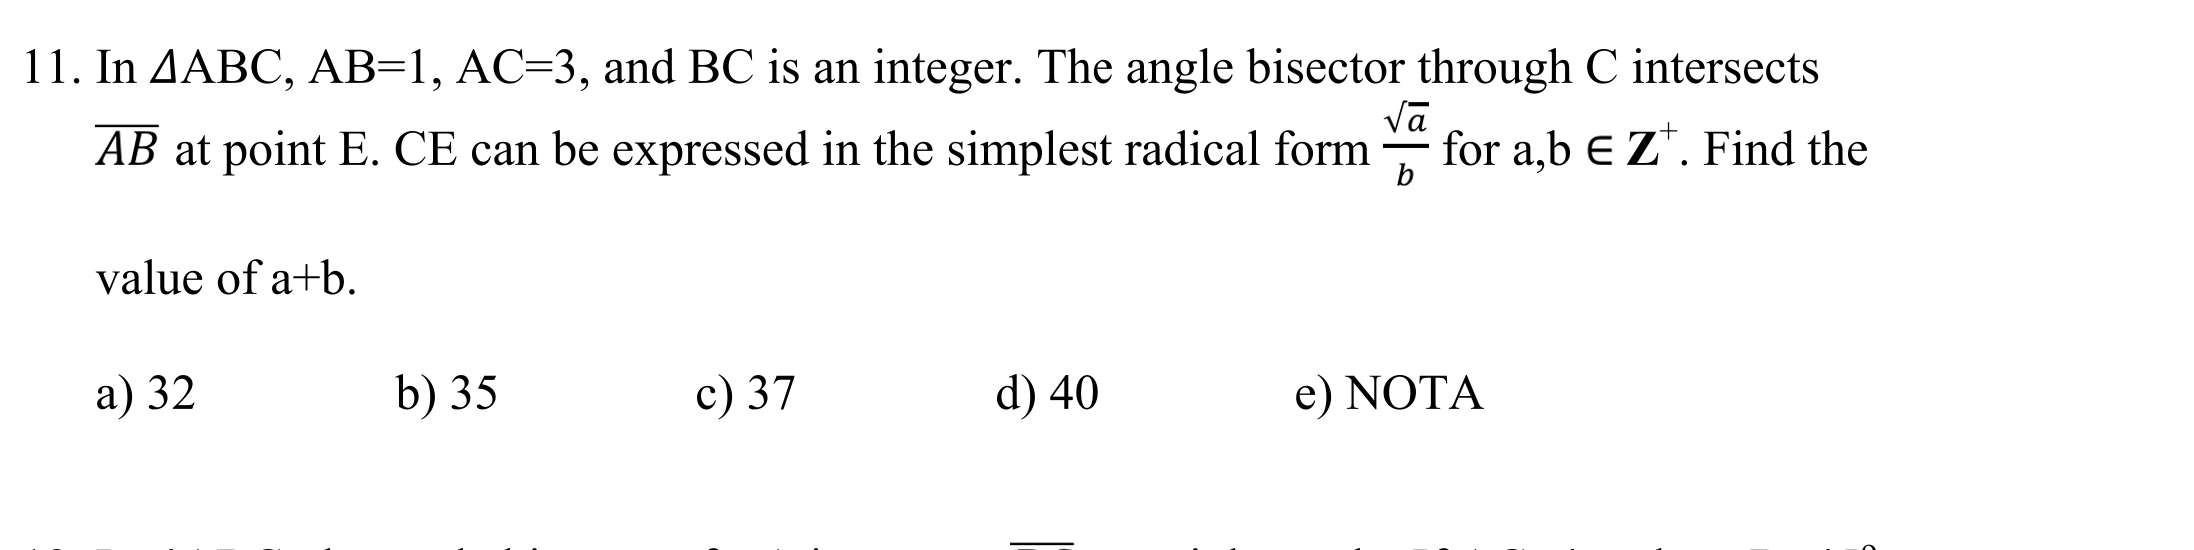 11. In ΔABC, AB=1, AC=3, and BC is an integer. The angle bisector through C intersects
$\overline{AB}$ at point E. CE can be expressed in the simplest radical form $\frac{\sqrt{a}}{b}$ for a,b ∈ $\mathbf{Z}^+$. Find the
value of a+b.
a) 32 b) 35 c) 37 d) 40 e) NOTA